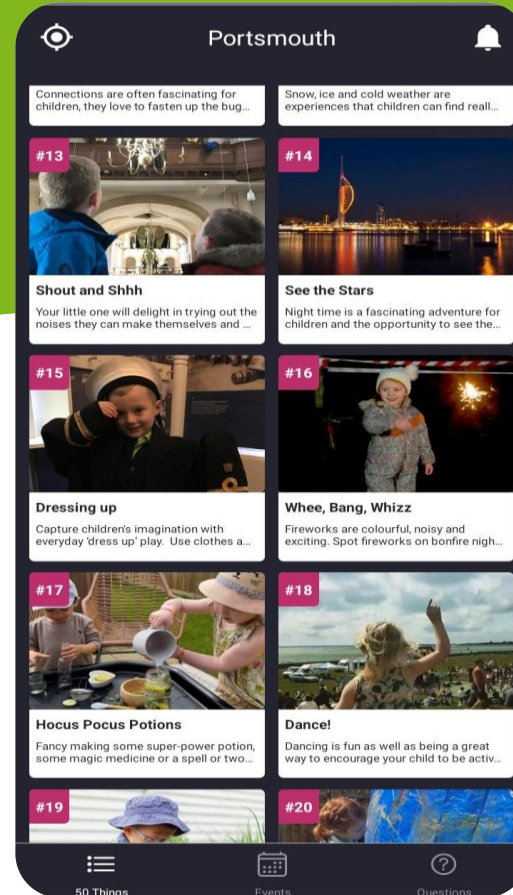 Portsmouth
Connections are often fascinating for
children, they love to fasten up the bug...
Snow, ice and cold weather are
experiences that children can find reall...
#13
Shout and Shhh
Your little one will delight in trying out the
noises they can make themselves and ...
#14
See the Stars
Night time is a fascinating adventure for
children and the opportunity to see the...
#15
Dressing up
Capture children's imagination with
everyday 'dress up' play. Use clothes a...
#16
Whee, Bang, Whizz
Fireworks are colourful, noisy and
exciting. Spot fireworks on bonfire nigh...
#17
Hocus Pocus Potions
Fancy making some super-power potion,
some magic medicine or a spell or two...
#18
Dance!
Dancing is fun as well as being a great
way to encourage your child to be activ...
#19
#20
50 Things
Events
Questions